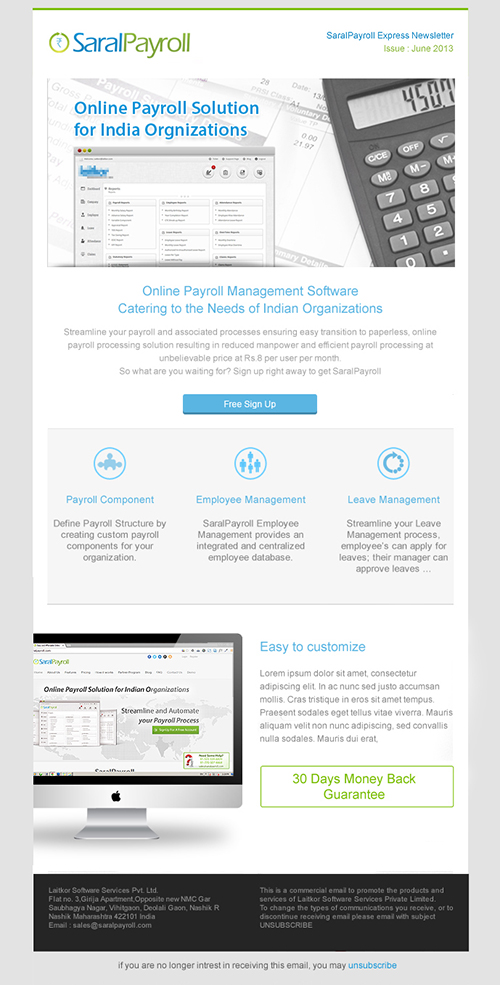 SaralPayroll
SaralPayroll Express Newsletter
Issue : June 2013
Online Payroll Solution
for India Orgnizations
450.7
Online Payroll Management Software
Catering to the Needs of Indian Organizations
Streamline your payroll and associated processes ensuring easy transition to paperless, online
payroll processing solution resulting in reduced manpower and efficient payroll processing at
unbelievable price at Rs.8 per user per month.
So what are you waiting for? Sign up right away to get SaralPayroll
Free Sign Up
Payroll Component
Define Payroll Structure by
creating custom payroll
components for your
organization.
Employee Management
SaralPayroll Employee
Management provides an
integrated and centralized
employee database.
Leave Management
Streamline your Leave
Management process,
employee's can apply for
leaves; their manager can
approve leaves ...
SaralPayroll
Online Payroll Solution for Indian Organizations
Streamline and Automate
your Payroll Process
Easy to customize
Lorem ipsum dolor sit amet, consectetur
adipiscing elit. In ac nunc sed justo accumsan
mollis. Cras tristique in eros sit amet tempus.
Praesent sodales eget tellus vitae viverra. Mauris
aliquam velit non nunc adipiscing, sed convallis
nulla sodales. Mauris dui erat,
30 Days Money Back
Guarantee
Laitkor Software Services Pvt. Ltd.
Flat no. 3,Girija Apartment,Opposite new NMC Gar
Saubhagya Nagar, Vihitgaon, Deolali Gaon, Nashik R
Nashik Maharashtra 422101 India
Email : sales@saralpayroll.com
This is a commercial email to promote the products and
services of Laitkor Software Services Private Limited.
To change the types of communications you receive, or to
discontinue receiving email please email with subject
UNSUBSCRIBE
if you are no longer intrest in receiving this email, you may unsubscribe